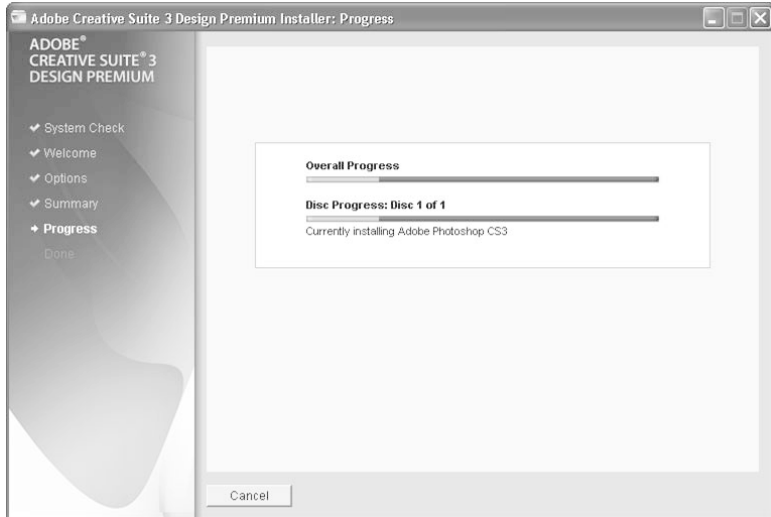 Adobe Creative Suite 3 Design Premium Installer: Progress
ADOBE®
CREATIVE SUITE® 3
DESIGN PREMIUM
System Check
Welcome
Options
Summary
Progress
Done
Overall Progress
Disc Progress: Disc 1 of 1
Currently installing Adobe Photoshop CS3
Cancel